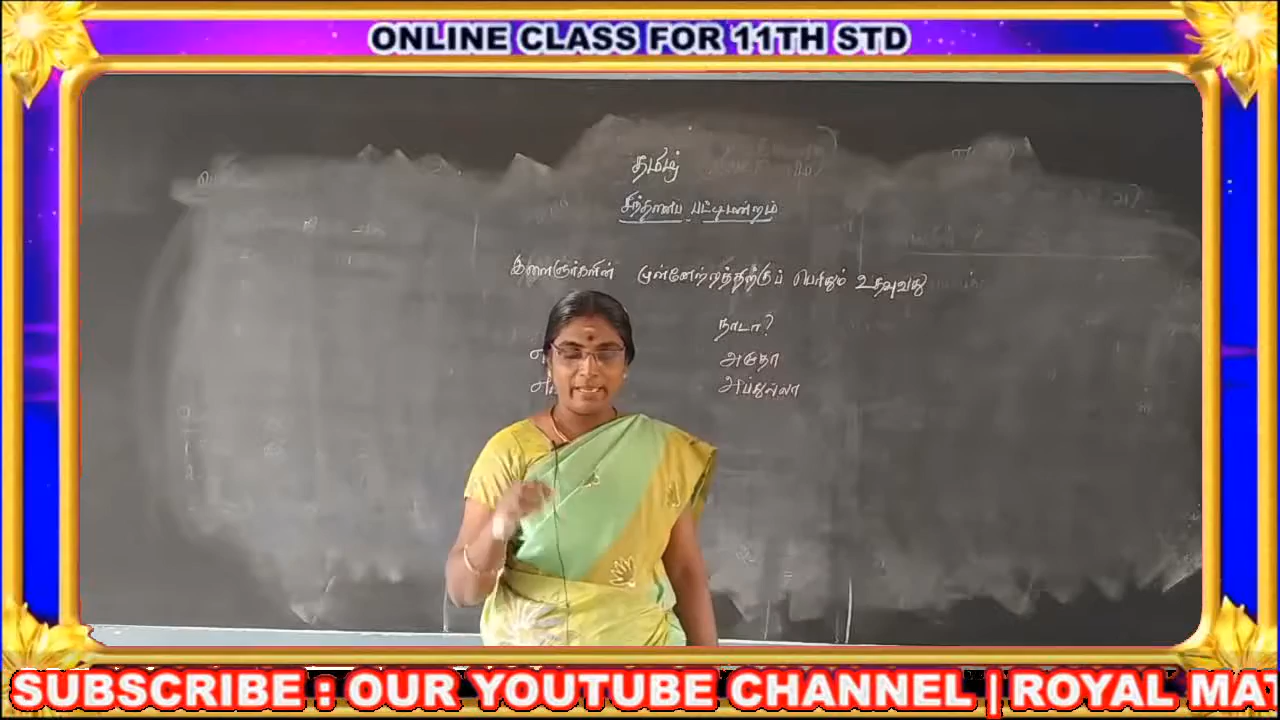 ONLINE CLASS FOR 11TH STD
தமிழ்
சிந்தனைப் பட்டிமன்றம்
இளைஞர்களின் முன்னேற்றத்திற்குப் பெரிதும் உதவுவது
நாடா?
அமுதா
அப்துல்லா
SUBSCRIBE : OUR YOUTUBE CHANNEL | ROYAL MAT